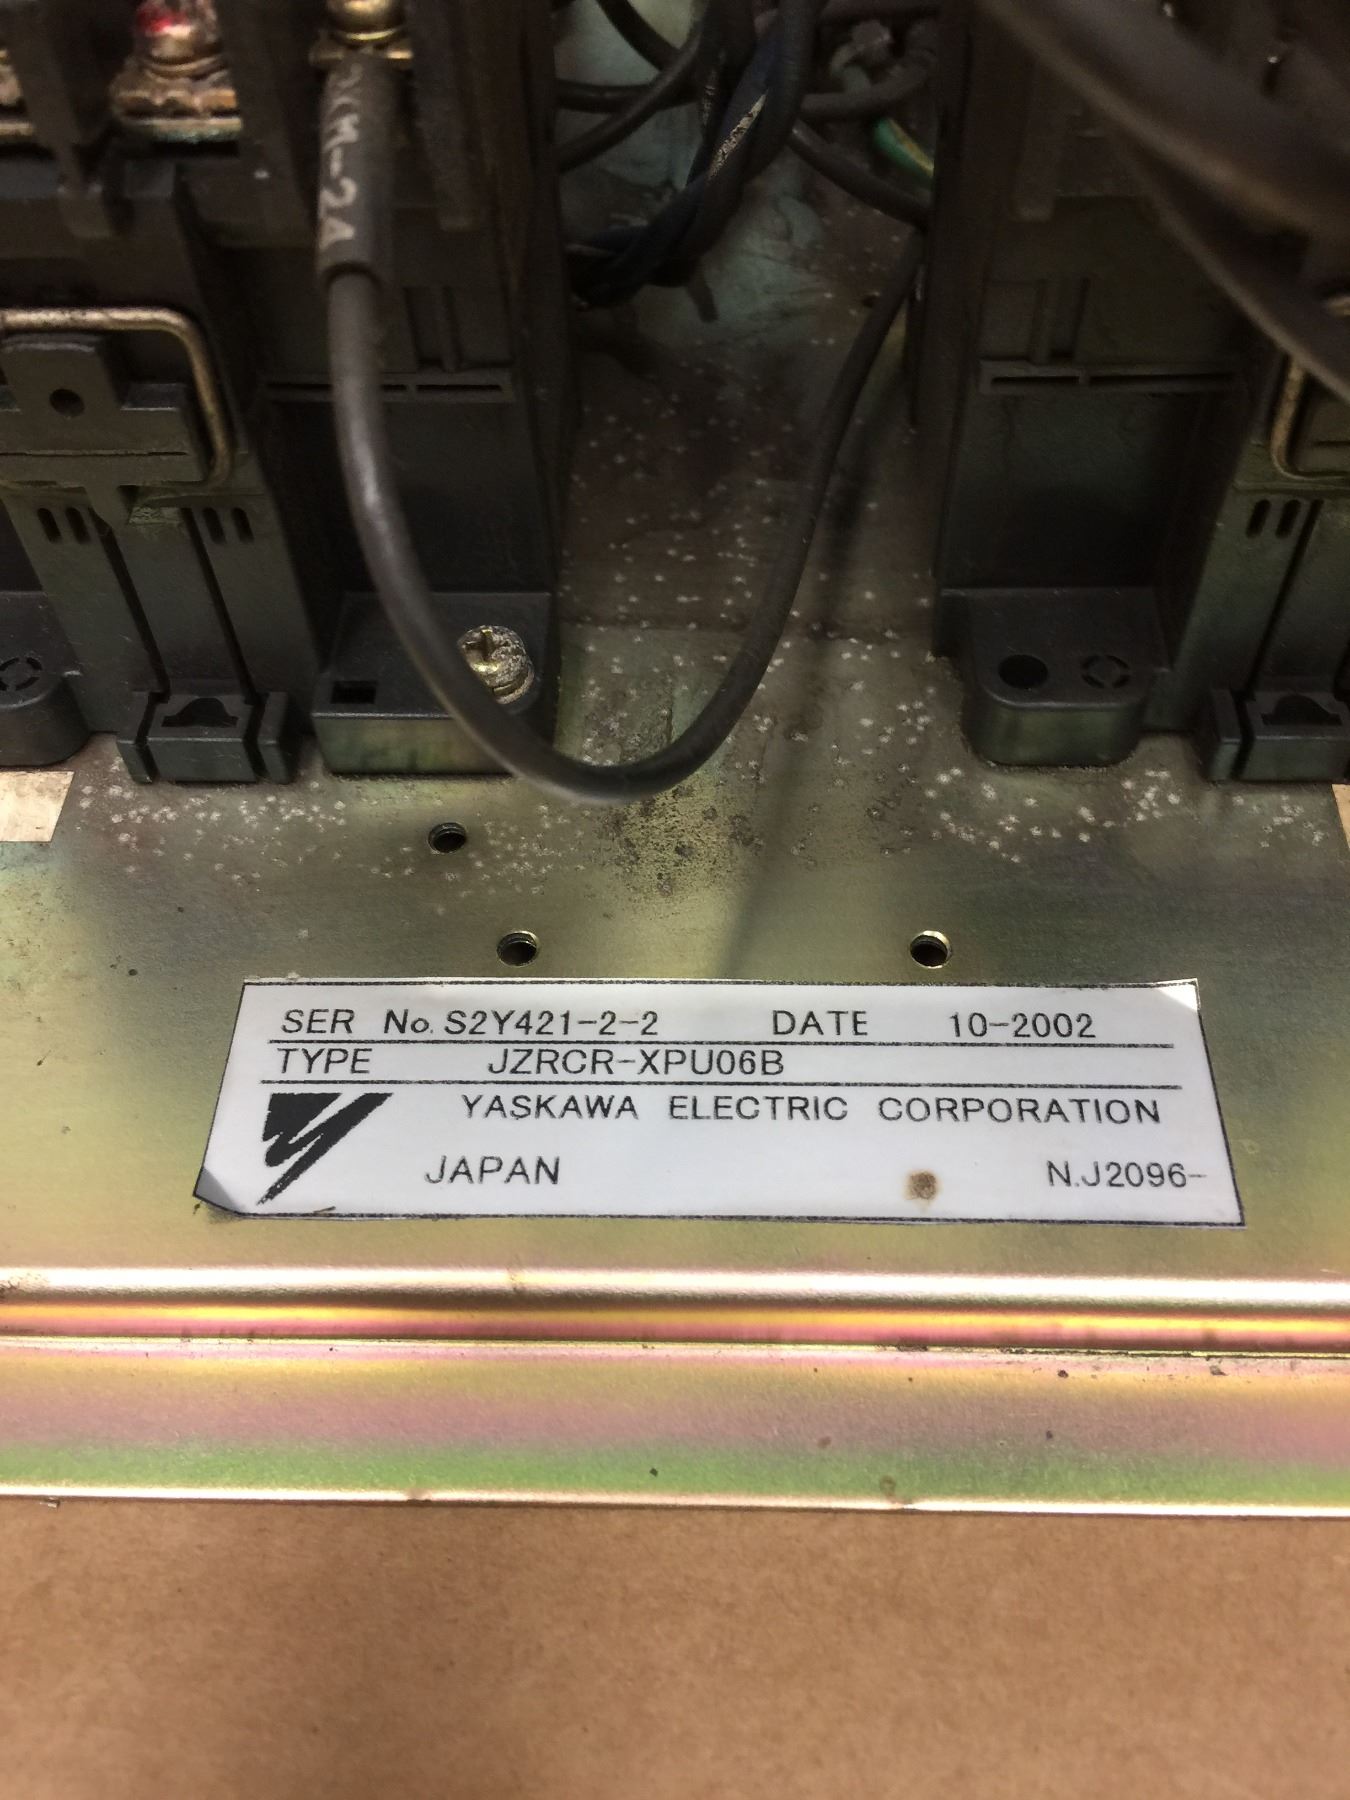 SER No. S2Y421-2-2 DATE 10-2002
TYPE JZRCR-XPU06B
YASKAWA ELECTRIC CORPORATION
JAPAN N.J2096-